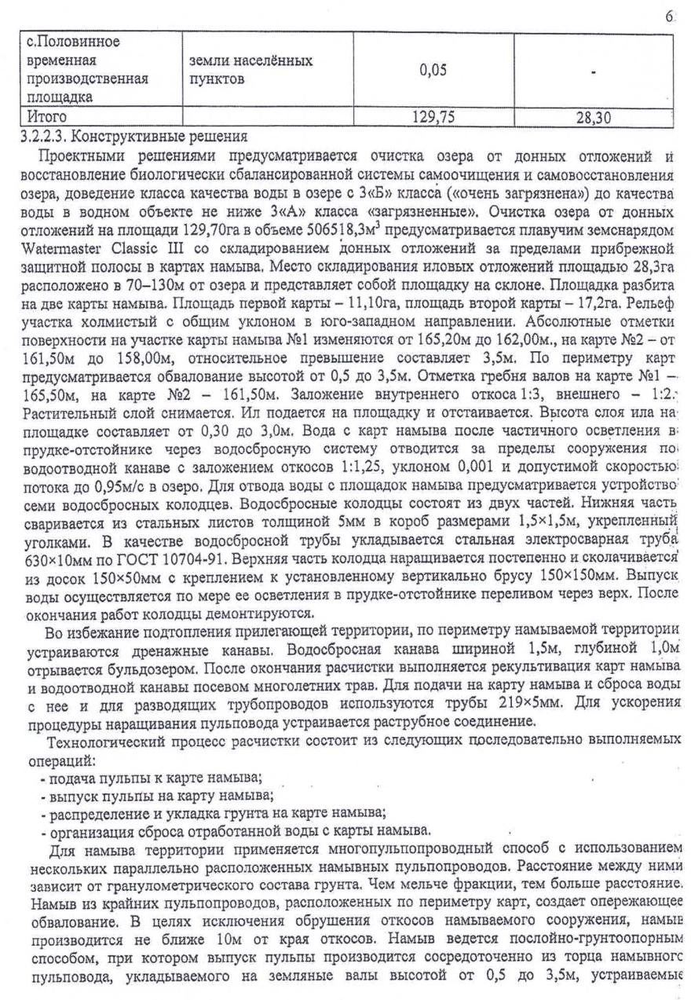 6
с.Половинное
временная
производственная
площадка
земли населённых
пунктов
0,05
-
Итого
129,75
28,30
3.2.2.3. Конструктивные решения
Проектными решениями предусматривается очистка озера от донных отложений и
восстановление биологически сбалансированной системы самоочищения и самовосстановления
озера, доведение класса качества воды в озере с 3«Б» класса («очень загрязнена») до качества
воды в водном объекте не ниже 3«А» класса «загрязненные». Очистка озера от донных
отложений на площади 129,70га в объеме 506518,3м³ предусматривается плавучим земснарядом
Watermaster Classic III со складированием донных отложений за пределами прибрежной
защитной полосы в картах намыва. Место складирования иловых отложений площадью 28,3га
расположено в 70–130м от озера и представляет собой площадку на склоне. Площадка разбита
на две карты намыва. Площадь первой карты – 11,10га, площадь второй карты – 17,2га. Рельеф
участка холмистый с общим уклоном в юго-западном направлении. Абсолютные отметки
поверхности на участке карты намыва №1 изменяются от 165,20м до 162,00м., на карте №2 – от
161,50м до 158,00м, относительное превышение составляет 3,5м. По периметру карт
предусматривается обвалование высотой от 0,5 до 3,5м. Отметка гребня валов на карте №1 –
165,50м, на карте №2 – 161,50м. Заложение внутреннего откоса 1:3, внешнего – 1:2.
Растительный слой снимается. Ил подается на площадку и отстаивается. Высота слоя ила на
площадке составляет от 0,30 до 3,0м. Вода с карт намыва после частичного осветления в
прудке-отстойнике через водосбросную систему отводится за пределы сооружения по
водоотводной канаве с заложением откосов 1:1,25, уклоном 0,001 и допустимой скоростью
потока до 0,95м/с в озеро. Для отвода воды с площадок намыва предусматривается устройство
семи водосбросных колодцев. Водосбросные колодцы состоят из двух частей. Нижняя часть
сваривается из стальных листов толщиной 5мм в короб размерами 1,5×1,5м, укрепленный
уголками. В качестве водосбросной трубы укладывается стальная электросварная труба
630×10мм по ГОСТ 10704-91. Верхняя часть колодца наращивается постепенно и сколачивается
из досок 150×50мм с креплением к установленному вертикально брусу 150×150мм. Выпуск
воды осуществляется по мере ее осветления в прудке-отстойнике переливом через верх. После
окончания работ колодцы демонтируются.
Во избежание подтопления прилегающей территории, по периметру намываемой территории
устраиваются дренажные канавы. Водосбросная канава шириной 1,5м, глубиной 1,0м
отрывается бульдозером. После окончания расчистки выполняется рекультивация карт намыва
и водоотводной канавы посевом многолетних трав. Для подачи на карту намыва и сброса воды
с нее и для разводящих трубопроводов используются трубы 219×5мм. Для ускорения
процедуры наращивания пульповода устраивается раструбное соединение.
Технологический процесс расчистки состоит из следующих последовательно выполняемых
операций:
- подача пульпы к карте намыва;
- выпуск пульпы на карту намыва;
- распределение и укладка грунта на карте намыва;
- организация сброса отработанной воды с карты намыва.
Для намыва территории применяется многопульпопроводный способ с использованием
нескольких параллельно расположенных намывных пульпопроводов. Расстояние между ними
зависит от гранулометрического состава грунта. Чем мельче фракции, тем больше расстояние.
Намыв из крайних пульпопроводов, расположенных по периметру карт, создает опережающее
обвалование. В целях исключения обрушения откосов намываемого сооружения, намыв
производится не ближе 10м от края откосов. Намыв ведется послойно-грунтоопорным
способом, при котором выпуск пульпы производится сосредоточенно из торца намывного
пульповода, укладываемого на земляные валы высотой от 0,5 до 3,5м, устраиваемые